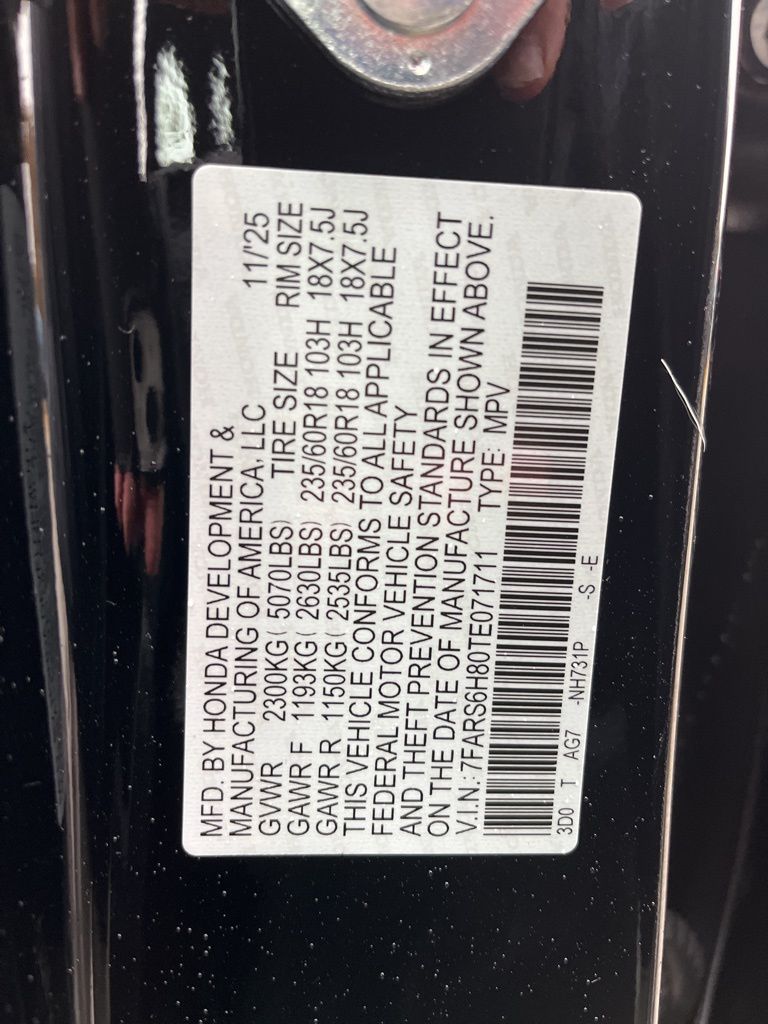 MFD. BY HONDA DEVELOPMENT &
MANUFACTURING OF AMERICA, LLC 11/'25
GVWR 2300KG( 5070LBS) TIRE SIZE RIM SIZE
GAWR F 1193KG( 2630LBS) 235/60R18 103H 18X7.5J
GAWR R 1150KG( 2535LBS) 235/60R18 103H 18X7.5J
THIS VEHICLE CONFORMS TO ALL APPLICABLE
FEDERAL MOTOR VEHICLE SAFETY
AND THEFT PREVENTION STANDARDS IN EFFECT
ON THE DATE OF MANUFACTURE SHOWN ABOVE.
V.I.N.: 7FARS6H80TE071711 TYPE: MPV
3D0 T AG7 -NH731P -S -E